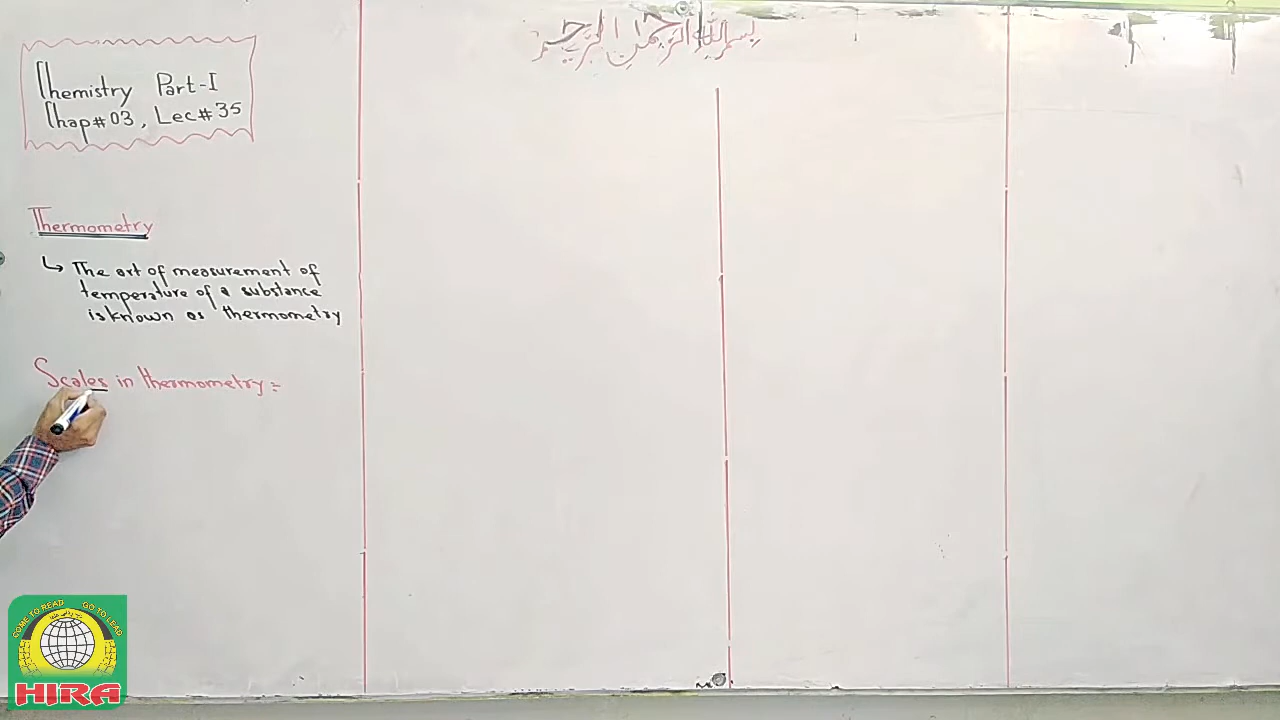 بسم الله الرحمن الرحيم
Chemistry Part-I
Chap#03, Lec#35
Thermometry
↳ The art of measurement of
temperature of a substance
is known as thermometry
Scales in thermometry:-
COME TO READ GO TO LEAD
HIRA